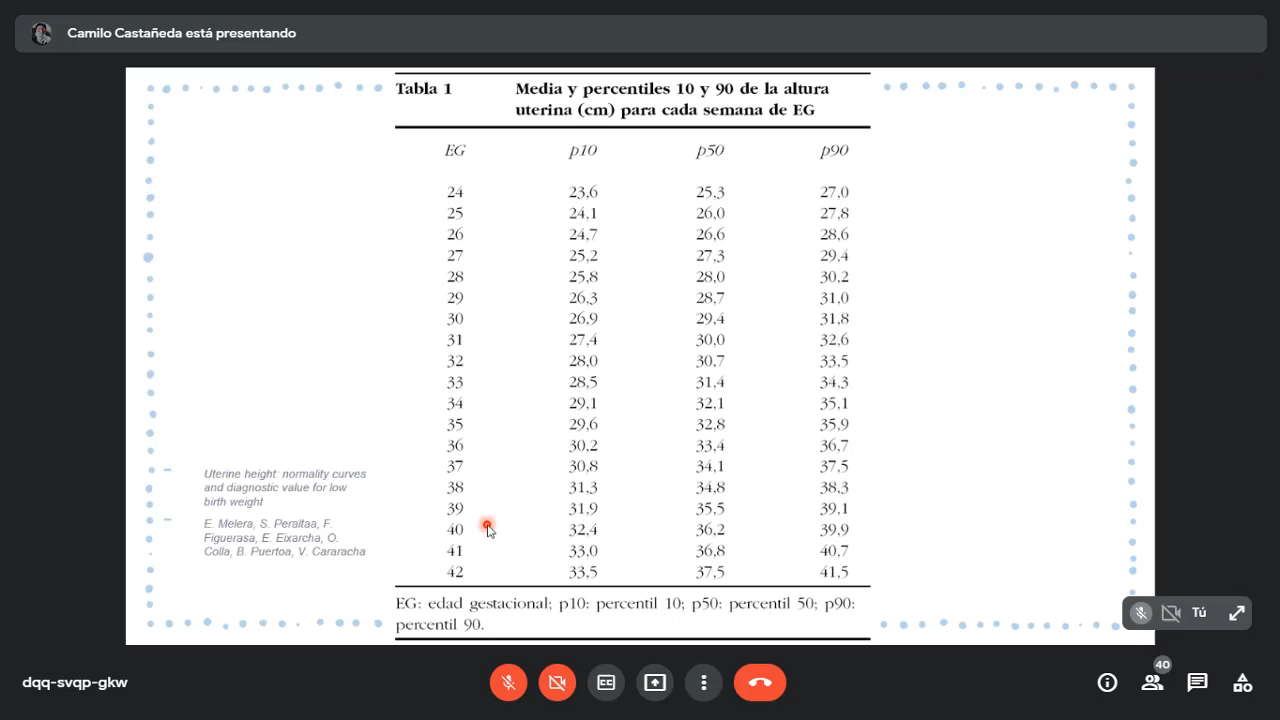 Camilo Castañeda está presentando
Tabla 1 Media y percentiles 10 y 90 de la altura
uterina (cm) para cada semana de EG
EG p10 p50 p90
24 23,6 25,3 27,0
25 24,1 26,0 27,8
26 24,7 26,6 28,6
27 25,2 27,3 29,4
28 25,8 28,0 30,2
29 26,3 28,7 31,0
30 26,9 29,4 31,8
31 27,4 30,0 32,6
32 28,0 30,7 33,5
33 28,5 31,4 34,3
34 29,1 32,1 35,1
35 29,6 32,8 35,9
36 30,2 33,4 36,7
37 30,8 34,1 37,5
38 31,3 34,8 38,3
39 31,9 35,5 39,1
40 32,4 36,2 39,9
41 33,0 36,8 40,7
42 33,5 37,5 41,5
EG: edad gestacional; p10: percentil 10; p50: percentil 50; p90:
percentil 90.
Uterine height: normality curves
and diagnostic value for low
birth weight
E. Melera, S. Peraltaa, F.
Figuerasa, E. Eixarcha, O.
Colla, B. Puertoa, V. Cararacha
Tú
dqq-svqp-gkw
CC
40